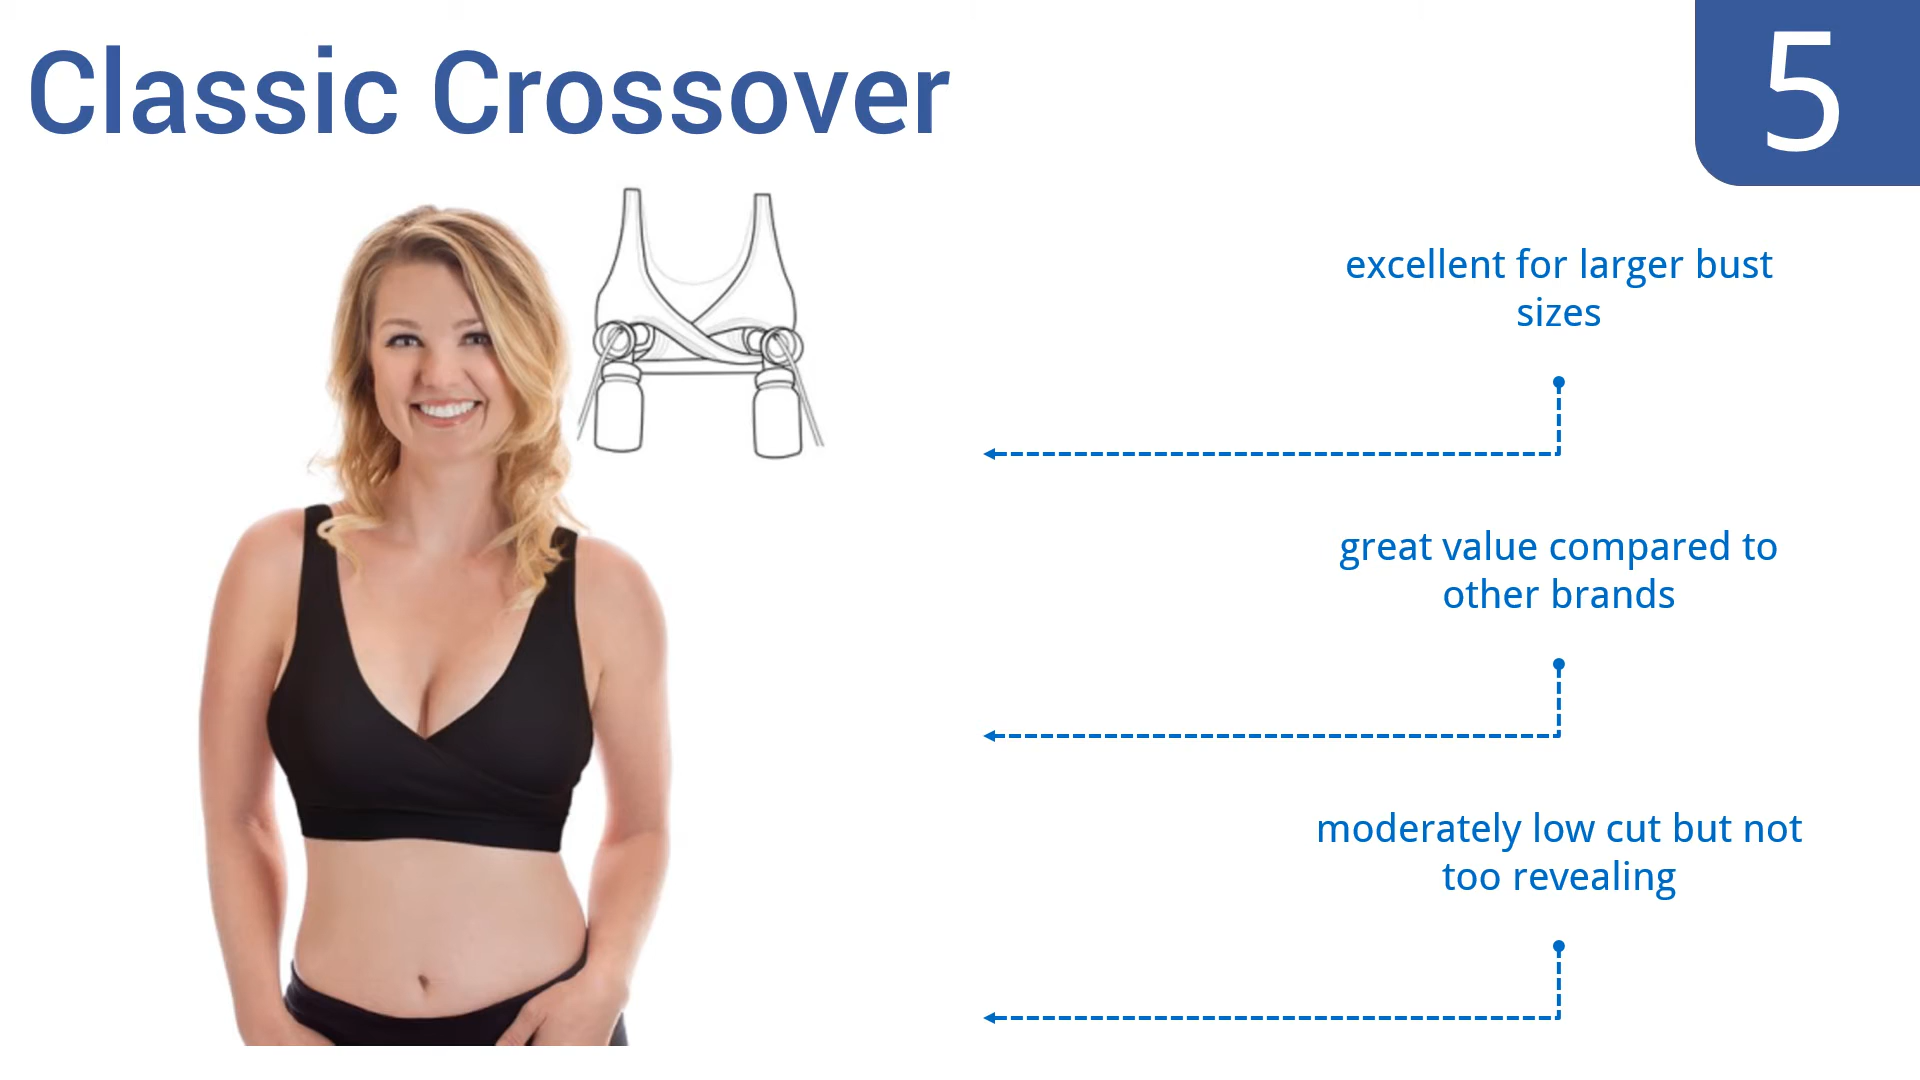 Classic Crossover
5
excellent for larger bust
sizes
great value compared to
other brands
moderately low cut but not
too revealing